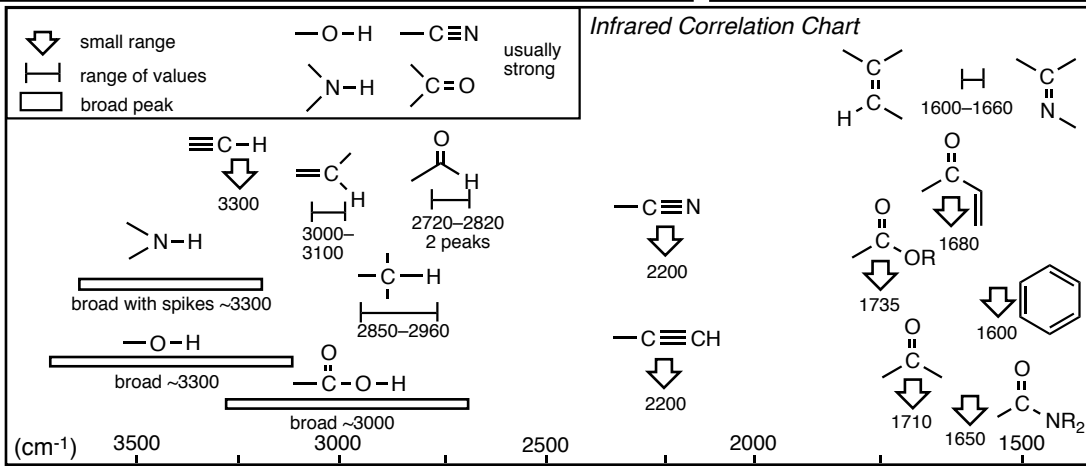 Infrared Correlation Chart
small range
range of values
broad peak
—O—H
—C≡N
N—H
C=O
usually
strong
H C
1600–1660
C
N
≡C—H
3300
=C
H
3000–
3100
O
H
2720–2820
2 peaks
—C≡N
2200
O
1680
O
C
OR
1735
N—H
broad with spikes ~3300
—C—H
2850–2960
1600
—O—H
broad ~3300
O
—C—O—H
broad ~3000
—C≡CH
2200
O
C
1710
O
C
NR2
1650
(cm-1) 3500 3000 2500 2000 1500